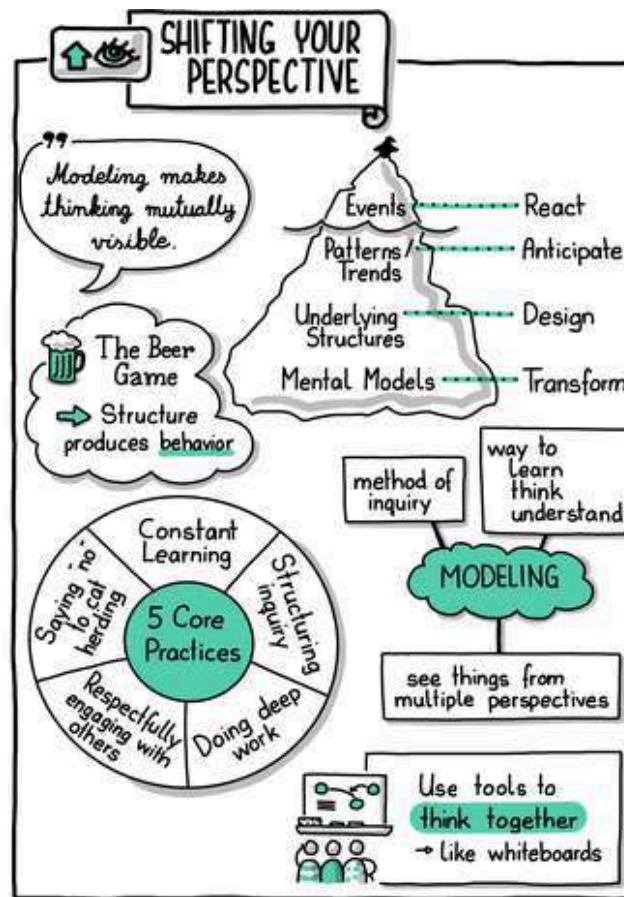 SHIFTING YOUR
PERSPECTIVE
"
Modeling makes
thinking mutually
visible.
Events
React
Patterns/
Trends
Anticipate
Underlying
Structures
Design
Mental Models
Transform
The Beer
Game
→ Structure
produces behavior
5 Core
Practices
Constant
Learning
Structuring
inquiry
Doing deep
work
Respectfully
engaging with
others
Saying "no"
to cat
herding
method of
inquiry
way to
learn
think
understand
MODELING
see things from
multiple perspectives
Use tools to
think together
→ like whiteboards